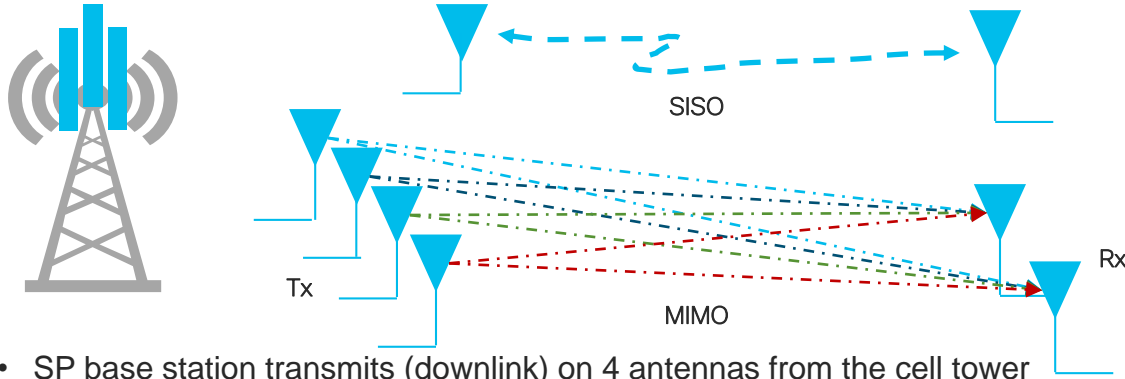 SISO
Tx
Rx
MIMO
• SP base station transmits (downlink) on 4 antennas from the cell tower